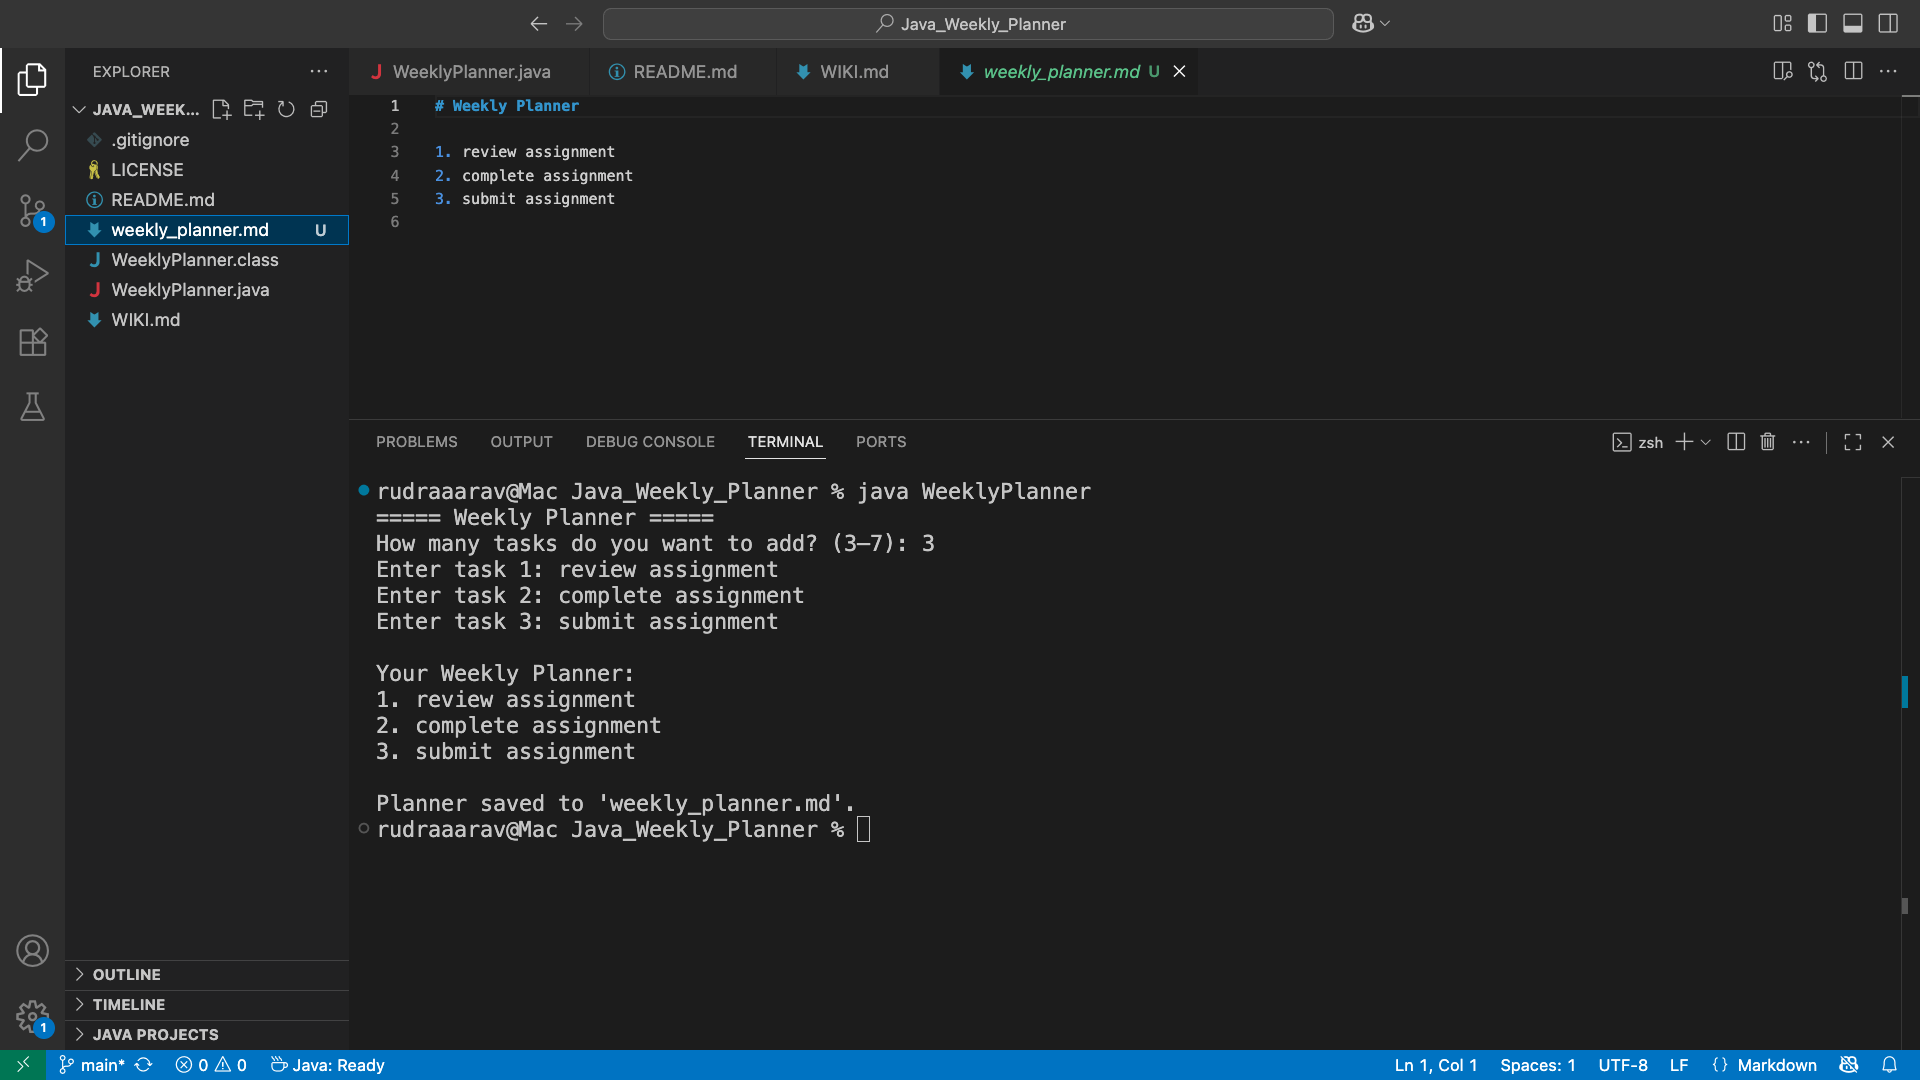 Java_Weekly_Planner
EXPLORER
JAVA_WEEK...
.gitignore
LICENSE
README.md
weekly_planner.md U
WeeklyPlanner.class
WeeklyPlanner.java
WIKI.md
OUTLINE
TIMELINE
JAVA PROJECTS
1
1
WeeklyPlanner.java README.md WIKI.md weekly_planner.md U
1 # Weekly Planner
2
3 1. review assignment
4 2. complete assignment
5 3. submit assignment
6
PROBLEMS OUTPUT DEBUG CONSOLE TERMINAL PORTS zsh
rudraaarav@Mac Java_Weekly_Planner % java WeeklyPlanner
===== Weekly Planner =====
How many tasks do you want to add? (3–7): 3
Enter task 1: review assignment
Enter task 2: complete assignment
Enter task 3: submit assignment
Your Weekly Planner:
1. review assignment
2. complete assignment
3. submit assignment
Planner saved to 'weekly_planner.md'.
rudraaarav@Mac Java_Weekly_Planner %
main* 0 0 Java: Ready Ln 1, Col 1 Spaces: 1 UTF-8 LF {} Markdown